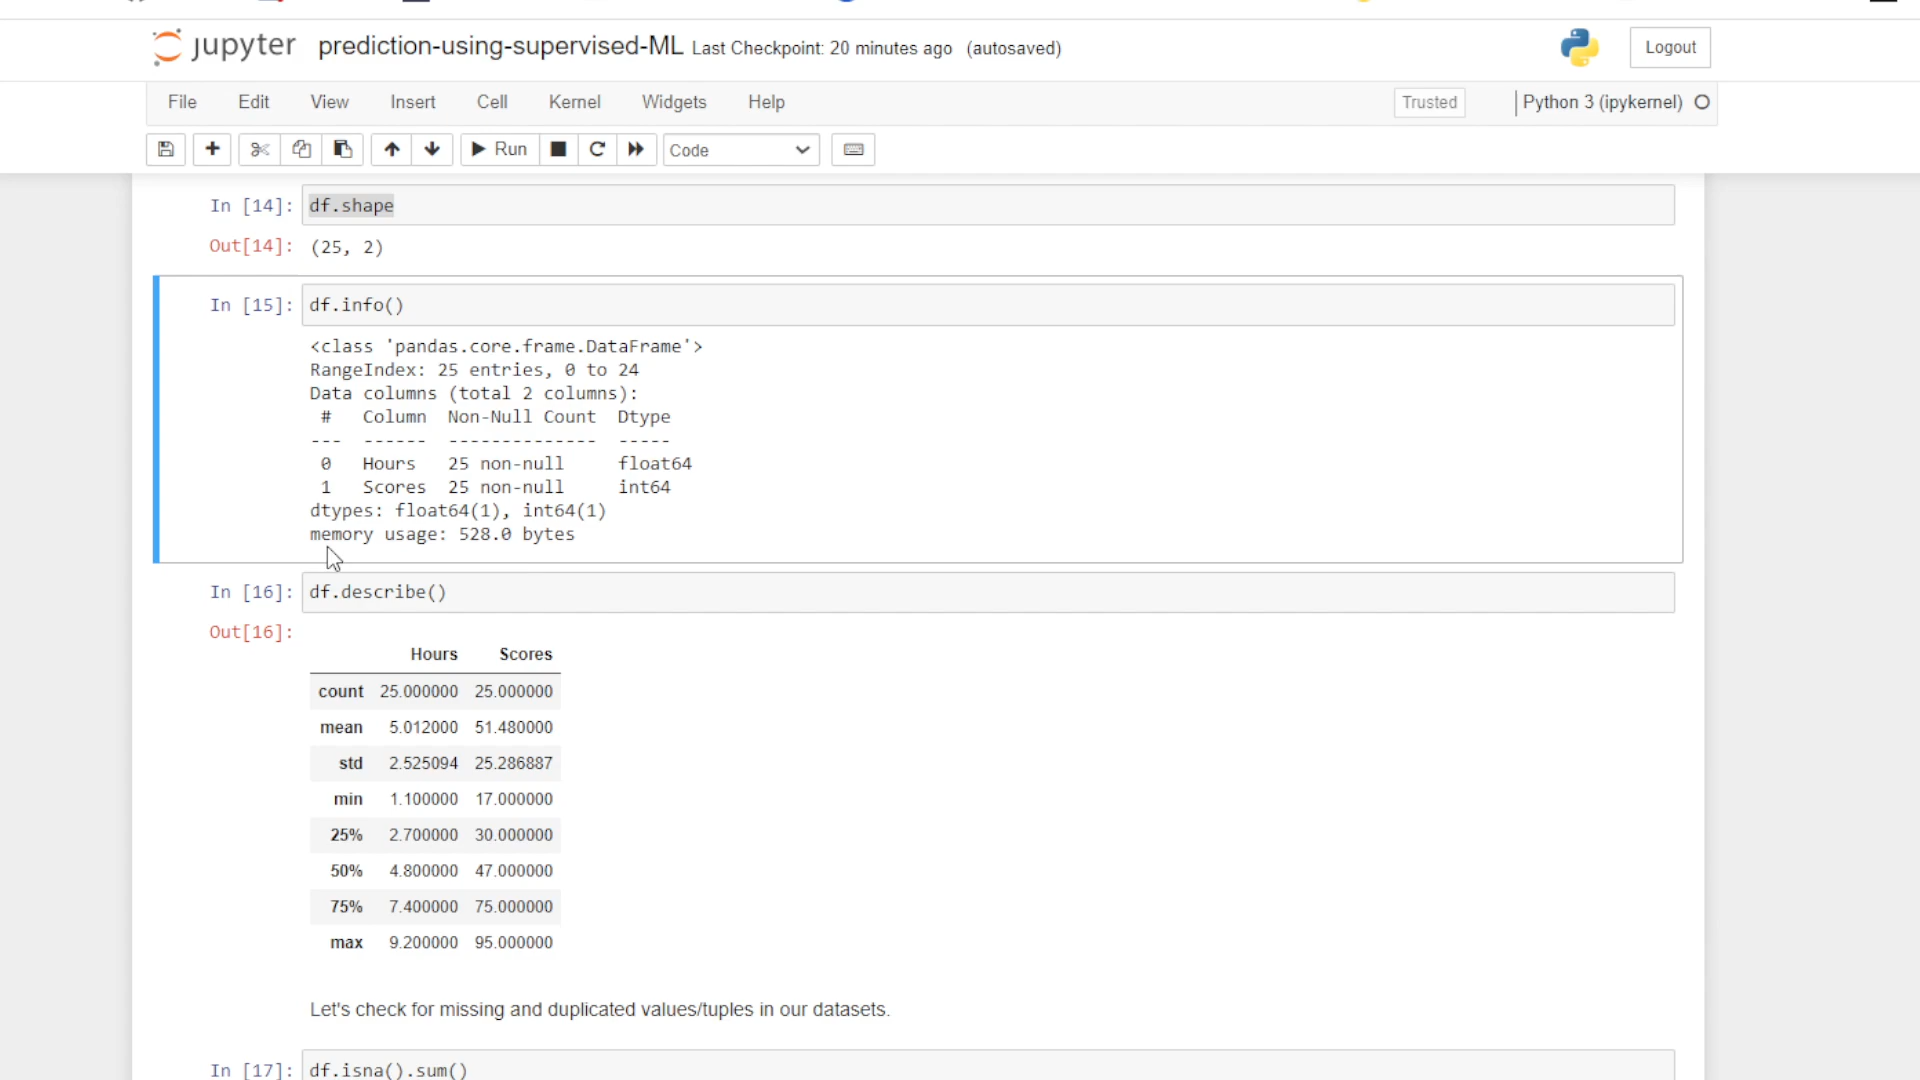 jupyter prediction-using-supervised-ML Last Checkpoint: 20 minutes ago (autosaved) Logout
File Edit View Insert Cell Kernel Widgets Help Trusted Python 3 (ipykernel)
Run Code
In [14]: df.shape
Out[14]: (25, 2)
In [15]: df.info()
<class 'pandas.core.frame.DataFrame'>
RangeIndex: 25 entries, 0 to 24
Data columns (total 2 columns):
# Column Non-Null Count Dtype
--- ------ -------------- -----
0 Hours 25 non-null float64
1 Scores 25 non-null int64
dtypes: float64(1), int64(1)
memory usage: 528.0 bytes
In [16]: df.describe()
Out[16]:
Hours Scores
count 25.000000 25.000000
mean 5.012000 51.480000
std 2.525094 25.286887
min 1.100000 17.000000
25% 2.700000 30.000000
50% 4.800000 47.000000
75% 7.400000 75.000000
max 9.200000 95.000000
Let's check for missing and duplicated values/tuples in our datasets.
In [17]: df.isna().sum()